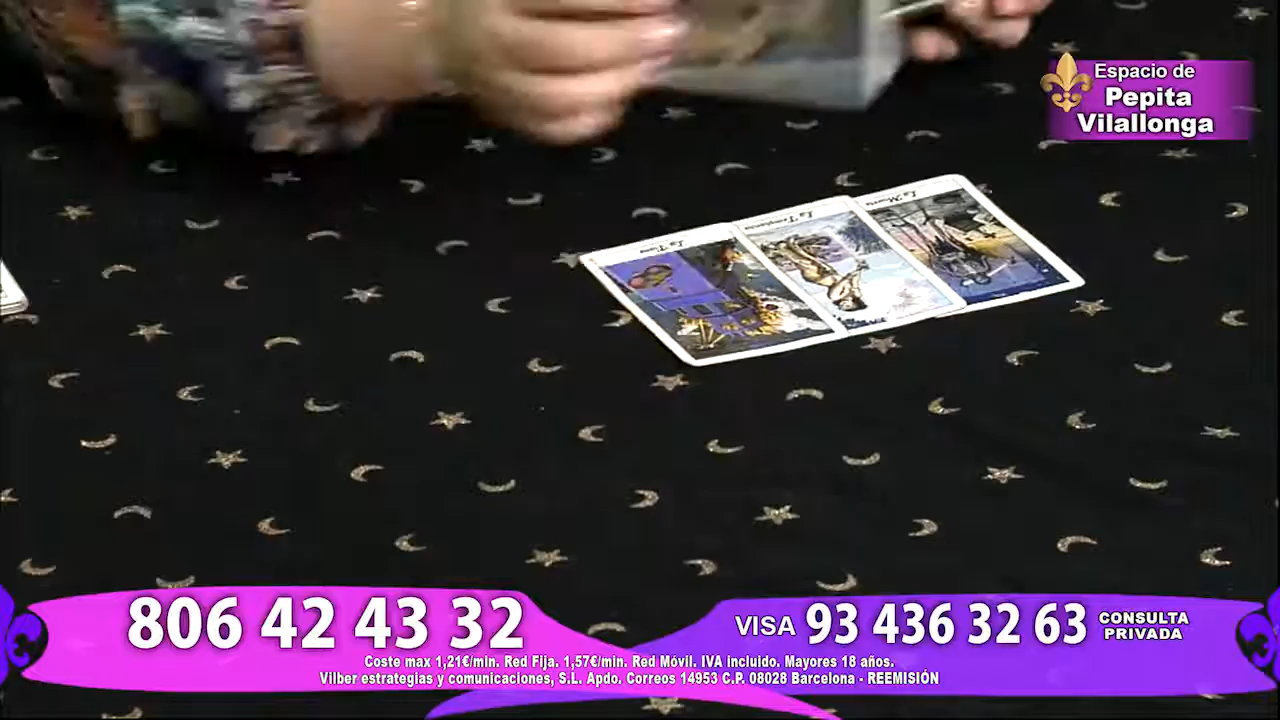 Espacio de
Pepita
Vilallonga
La Torre
La Templanza
La Muerte
806 42 43 32
VISA 93 436 32 63 CONSULTA PRIVADA
Coste max 1,21€/min. Red Fija. 1,57€/min. Red Móvil. IVA incluido. Mayores 18 años.
Vilber estrategias y comunicaciones, S.L. Apdo. Correos 14953 C.P. 08028 Barcelona - REEMISIÓN